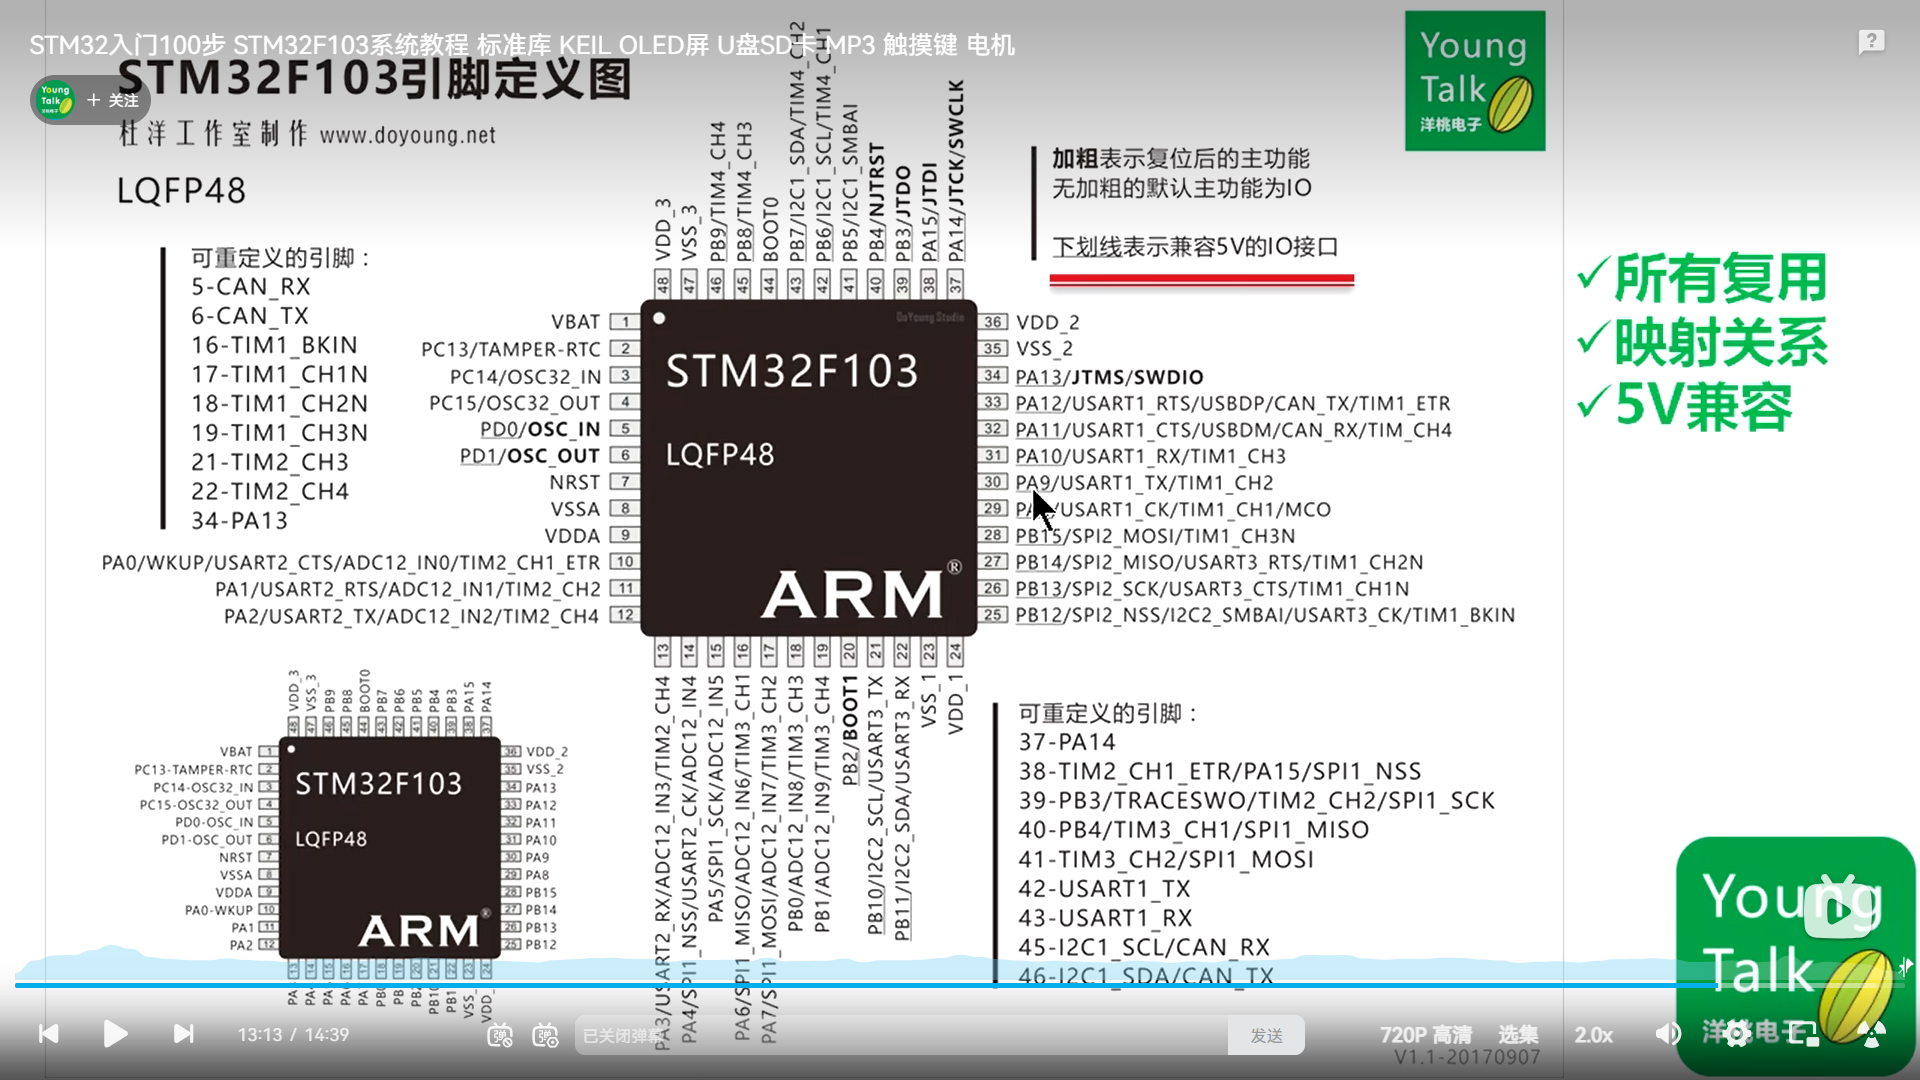 STM32入门100步 STM32F103系统教程 标准库 KEIL OLED屏 U盘SD卡 MP3 触摸键 电机
Young
Talk
洋桃电子
+ 关注
STM32F103引脚定义图
杜洋工作室制作 www.doyoung.net
LQFP48
Young
Talk
洋桃电子
加粗表示复位后的主功能
无加粗的默认主功能为IO
下划线表示兼容5V的IO接口
✓所有复用
✓映射关系
✓5V兼容
可重定义的引脚：
5-CAN_RX
6-CAN_TX
16-TIM1_BKIN
17-TIM1_CH1N
18-TIM1_CH2N
19-TIM1_CH3N
21-TIM2_CH3
22-TIM2_CH4
34-PA13
VDD_3
VSS_3
PB9/TIM4_CH4
PB8/TIM4_CH3
BOOT0
PB7/I2C1_SDA/TIM4_CH2
PB6/I2C1_SCL/TIM4_CH1
PB5/I2C1_SMBAI
PB4/NJTRST
PB3/JTDO
PA15/JTDI
PA14/JTCK/SWCLK
48 47 46 45 44 43 42 41 40 39 38 37
VBAT 1
PC13/TAMPER-RTC 2
PC14/OSC32_IN 3
PC15/OSC32_OUT 4
PD0/OSC_IN 5
PD1/OSC_OUT 6
NRST 7
VSSA 8
VDDA 9
PA0/WKUP/USART2_CTS/ADC12_IN0/TIM2_CH1_ETR 10
PA1/USART2_RTS/ADC12_IN1/TIM2_CH2 11
PA2/USART2_TX/ADC12_IN2/TIM2_CH4 12
DoYoung Studio
STM32F103
LQFP48
ARM®
36 VDD_2
35 VSS_2
34 PA13/JTMS/SWDIO
33 PA12/USART1_RTS/USBDP/CAN_TX/TIM1_ETR
32 PA11/USART1_CTS/USBDM/CAN_RX/TIM_CH4
31 PA10/USART1_RX/TIM1_CH3
30 PA9/USART1_TX/TIM1_CH2
29 /USART1_CK/TIM1_CH1/MCO
28 PB15/SPI2_MOSI/TIM1_CH3N
27 PB14/SPI2_MISO/USART3_RTS/TIM1_CH2N
26 PB13/SPI2_SCK/USART3_CTS/TIM1_CH1N
25 PB12/SPI2_NSS/I2C2_SMBAI/USART3_CK/TIM1_BKIN
13 14 15 16 17 18 19 20 21 22 23 24
PA3/USART2_RX/ADC12_IN3/TIM2_CH4
PA4/SPI1_NSS/USART2_CK/ADC12_IN4
PA5/SPI1_SCK/ADC12_IN5
PA6/SPI1_MISO/ADC12_IN6/TIM3_CH1
PA7/SPI1_MOSI/ADC12_IN7/TIM3_CH2
PB0/ADC12_IN8/TIM3_CH3
PB1/ADC12_IN9/TIM3_CH4
PB2/BOOT1
PB10/I2C2_SCL/USART3_TX
PB11/I2C2_SDA/USART3_RX
VSS_1
VDD_1
VDD_3
VSS_3
PB9
PB8
BOOT0
PB7
PB6
PB5
PB4
PB3
PA15
PA14
48 47 46 45 44 43 42 41 40 39 38 37
VBAT 1
PC13-TAMPER-RTC 2
PC14-OSC32_IN 3
PC15-OSC32_OUT 4
PD0-OSC_IN 5
PD1-OSC_OUT 6
NRST 7
VSSA 8
VDDA 9
PA0-WKUP 10
PA1 11
PA2 12
STM32F103
LQFP48
ARM®
36 VDD_2
35 VSS_2
34 PA13
33 PA12
32 PA11
31 PA10
30 PA9
29 PA8
28 PB15
27 PB14
26 PB13
25 PB12
可重定义的引脚：
37-PA14
38-TIM2_CH1_ETR/PA15/SPI1_NSS
39-PB3/TRACESWO/TIM2_CH2/SPI1_SCK
40-PB4/TIM3_CH1/SPI1_MISO
41-TIM3_CH2/SPI1_MOSI
42-USART1_TX
43-USART1_RX
45-I2C1_SCL/CAN_RX
46-I2C1_SDA/CAN_TX
Young
Talk
洋桃电子
13:13 / 14:39
弹
弹
已关闭弹幕
发送
720P 高清
选集
2.0x
V1.1-20170907